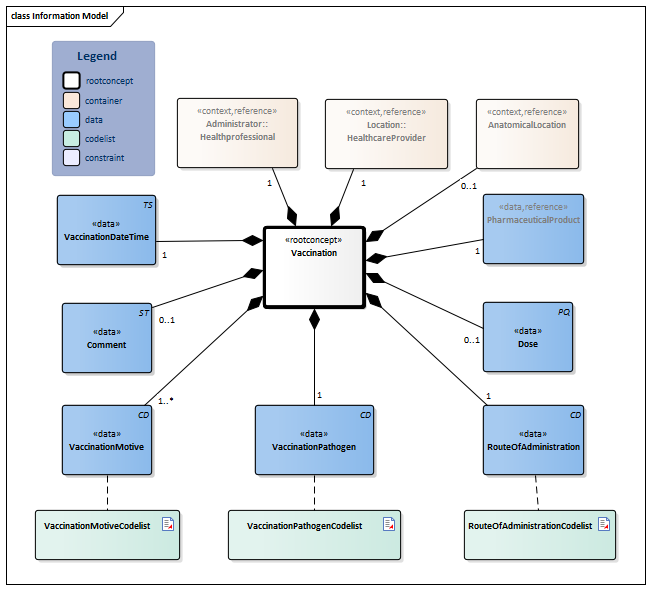 class Information Model
Legend
rootconcept
container
data
codelist
constraint
«context,reference»
Administrator::
Healthprofessional
«context,reference»
Location::
HealthcareProvider
«context,reference»
AnatomicalLocation
1
1
0..1
TS
«data»
VaccinationDateTime
1
«rootconcept»
Vaccination
«data,reference»
PharmaceuticalProduct
1
ST
«data»
Comment
0..1
PQ
«data»
Dose
0..1
1..*
1
1
CD
«data»
VaccinationMotive
CD
«data»
VaccinationPathogen
CD
«data»
RouteOfAdministration
VaccinationMotiveCodelist
VaccinationPathogenCodelist
RouteOfAdministrationCodelist